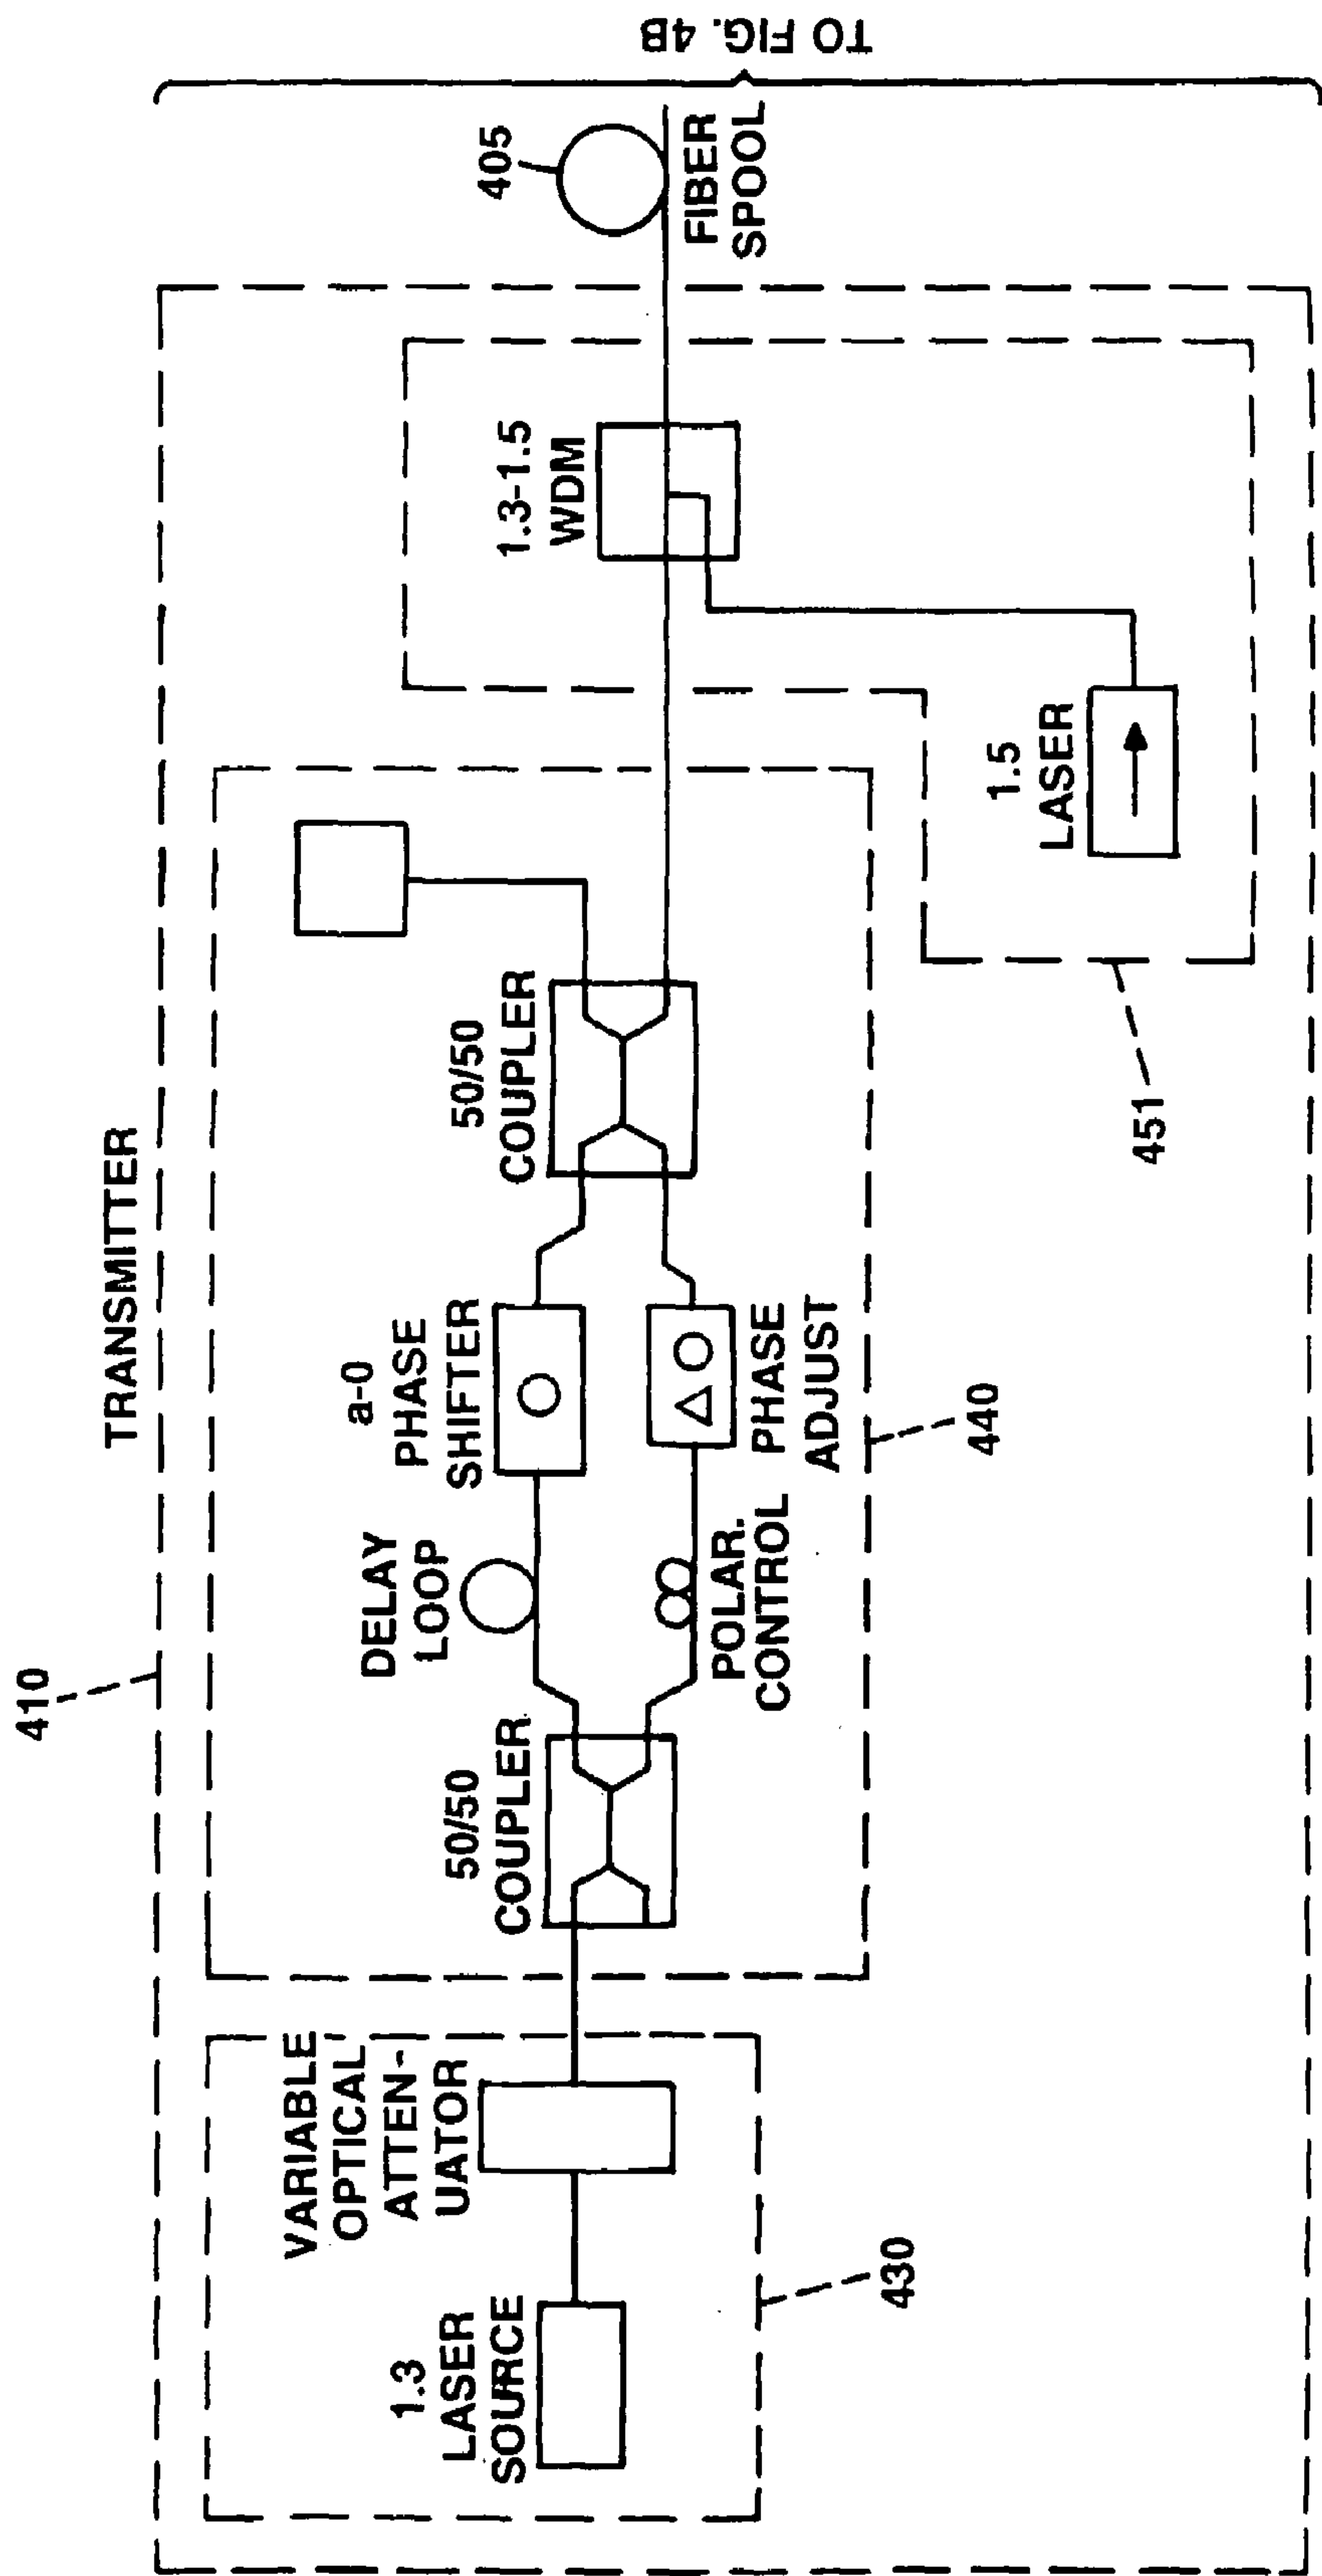 TRANSMITTER
410
1.3
LASER
SOURCE
VARIABLE
OPTICAL
ATTEN-
UATOR
430
50/50
COUPLER
DELAY
LOOP
POLAR.
CONTROL
a-0
PHASE
SHIFTER
PHASE
ADJUST
440
50/50
COUPLER
1.5
LASER
451
1.3-1.5
WDM
405
FIBER
SPOOL
TO FIG. 4B